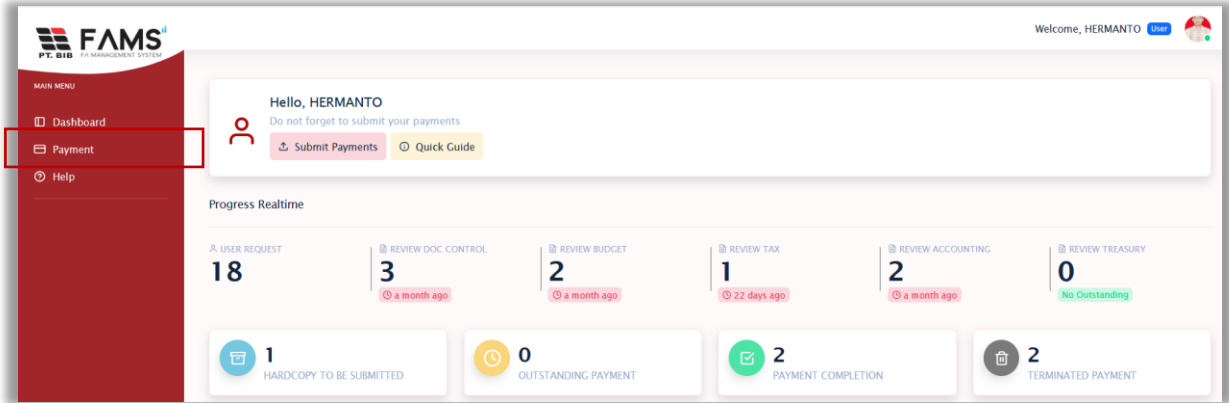 FAMS
PT. BIB FA MANAGEMENT SYSTEM
Welcome, HERMANTO User
MAIN MENU
Dashboard
Payment
Help
Hello, HERMANTO
Do not forget to submit your payments
Submit Payments Quick Guide
Progress Realtime
USER REQUEST
18
REVIEW DOC CONTROL
3
a month ago
REVIEW BUDGET
2
a month ago
REVIEW TAX
1
22 days ago
REVIEW ACCOUNTING
2
a month ago
REVIEW TREASURY
0
No Outstanding
1
HARDCOPY TO BE SUBMITTED
0
OUTSTANDING PAYMENT
2
PAYMENT COMPLETION
2
TERMINATED PAYMENT